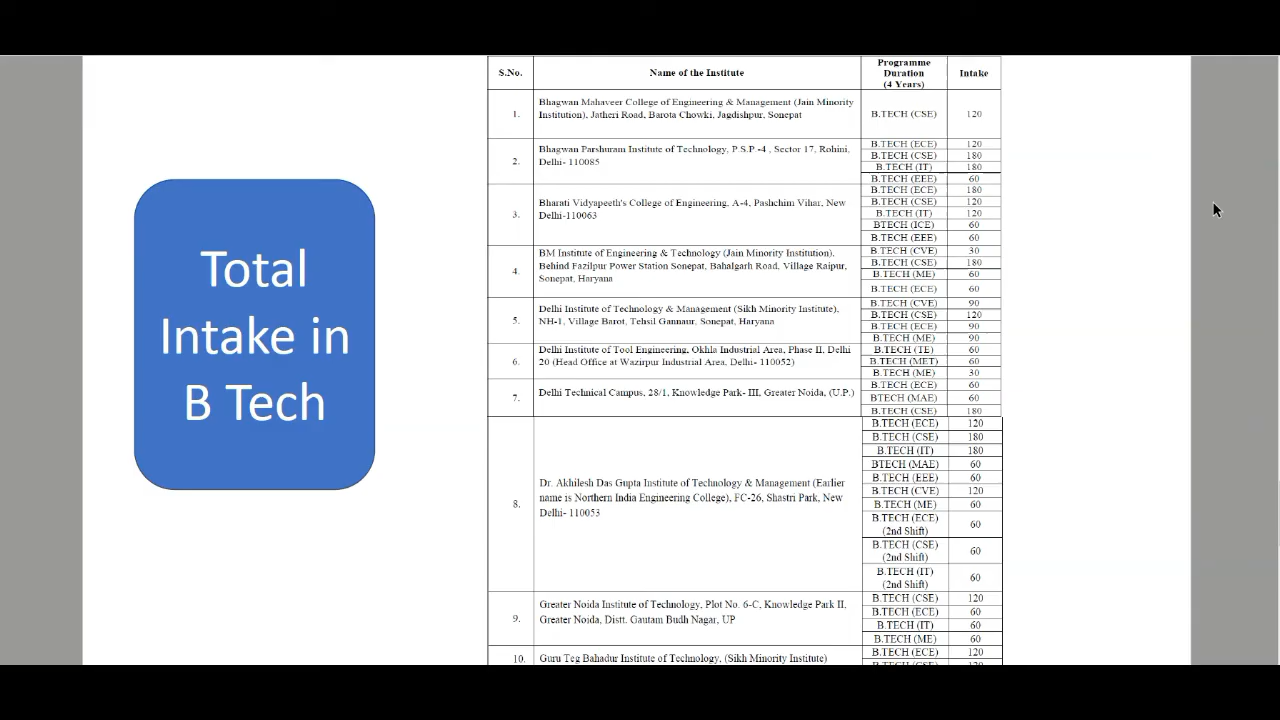 Total
Intake in
B Tech
S.No.
Name of the Institute
Programme
Duration
(4 Years)
Intake
1.
Bhagwan Mahaveer College of Engineering & Management (Jain Minority
Institution), Jatheri Road, Barota Chowki, Jagdishpur, Sonepat
B.TECH (CSE) 120
2.
Bhagwan Parshuram Institute of Technology, P.S.P.-4 , Sector 17, Rohini,
Delhi- 110085
B.TECH (ECE) 120
B.TECH (CSE) 180
B.TECH (IT) 180
B.TECH (EEE) 60
3.
Bharati Vidyapeeth's College of Engineering, A-4, Pashchim Vihar, New
Delhi-110063
B.TECH (ECE) 180
B.TECH (CSE) 120
B.TECH (IT) 120
BTECH (ICE) 60
B.TECH (EEE) 60
4.
BM Institute of Engineering & Technology (Jain Minority Institution),
Behind Fazilpur Power Station Sonepat, Bahalgarh Road, Village Raipur,
Sonepat, Haryana
B.TECH (CVE) 30
B.TECH (CSE) 180
B.TECH (ME) 60
B.TECH (ECE) 60
5.
Delhi Institute of Technology & Management (Sikh Minority Institute),
NH-1, Village Barot, Tehsil Gannaur, Sonepat, Haryana
B.TECH (CVE) 90
B.TECH (CSE) 120
B.TECH (ECE) 90
B.TECH (ME) 90
6.
Delhi Institute of Tool Engineering, Okhla Industrial Area, Phase II, Delhi
20 (Head Office at Wazirpur Industrial Area, Delhi- 110052)
B.TECH (TE) 60
B.TECH (MET) 60
B.TECH (ME) 30
7.
Delhi Technical Campus, 28/1, Knowledge Park- III, Greater Noida, (U.P.)
B.TECH (ECE) 60
BTECH (MAE) 60
B.TECH (CSE) 180
8.
Dr. Akhilesh Das Gupta Institute of Technology & Management (Earlier
name is Northern India Engineering College), FC-26, Shastri Park, New
Delhi- 110053
B.TECH (ECE) 120
B.TECH (CSE) 180
B.TECH (IT) 180
BTECH (MAE) 60
B.TECH (EEE) 60
B.TECH (CVE) 120
B.TECH (ME) 60
B.TECH (ECE)
(2nd Shift) 60
B.TECH (CSE)
(2nd Shift) 60
B.TECH (IT)
(2nd Shift) 60
9.
Greater Noida Institute of Technology, Plot No. 6-C, Knowledge Park II,
Greater Noida, Distt. Gautam Budh Nagar, UP
B.TECH (CSE) 120
B.TECH (ECE) 60
B.TECH (IT) 60
B.TECH (ME) 60
10.
Guru Teg Bahadur Institute of Technology, (Sikh Minority Institute)
B.TECH (ECE) 120